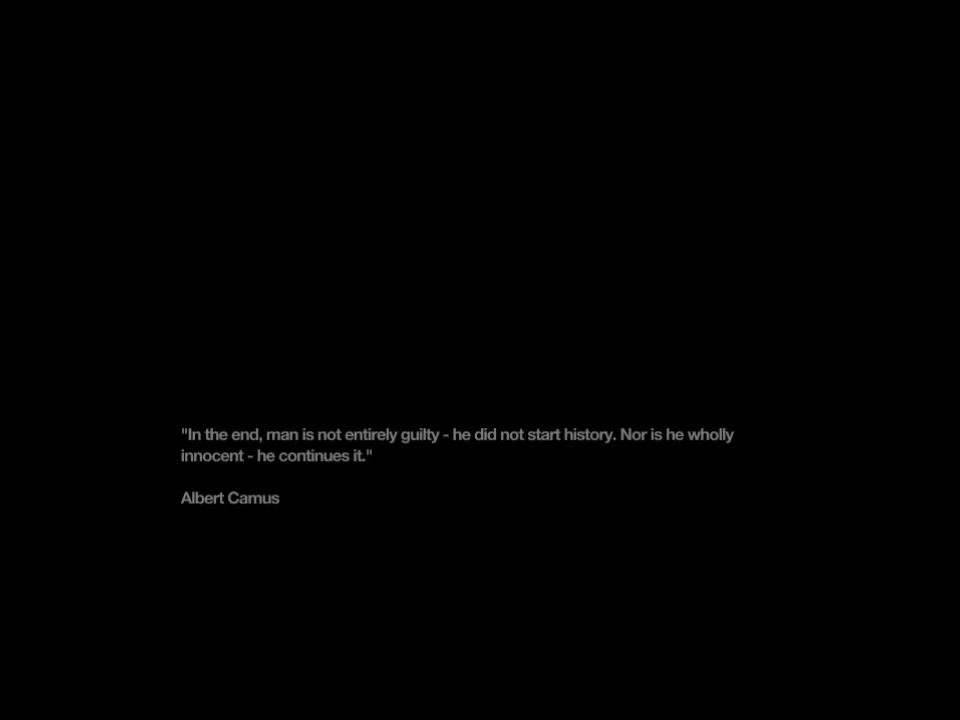 "In the end, man is not entirely guilty - he did not start history. Nor is he wholly
innocent - he continues it."
Albert Camus